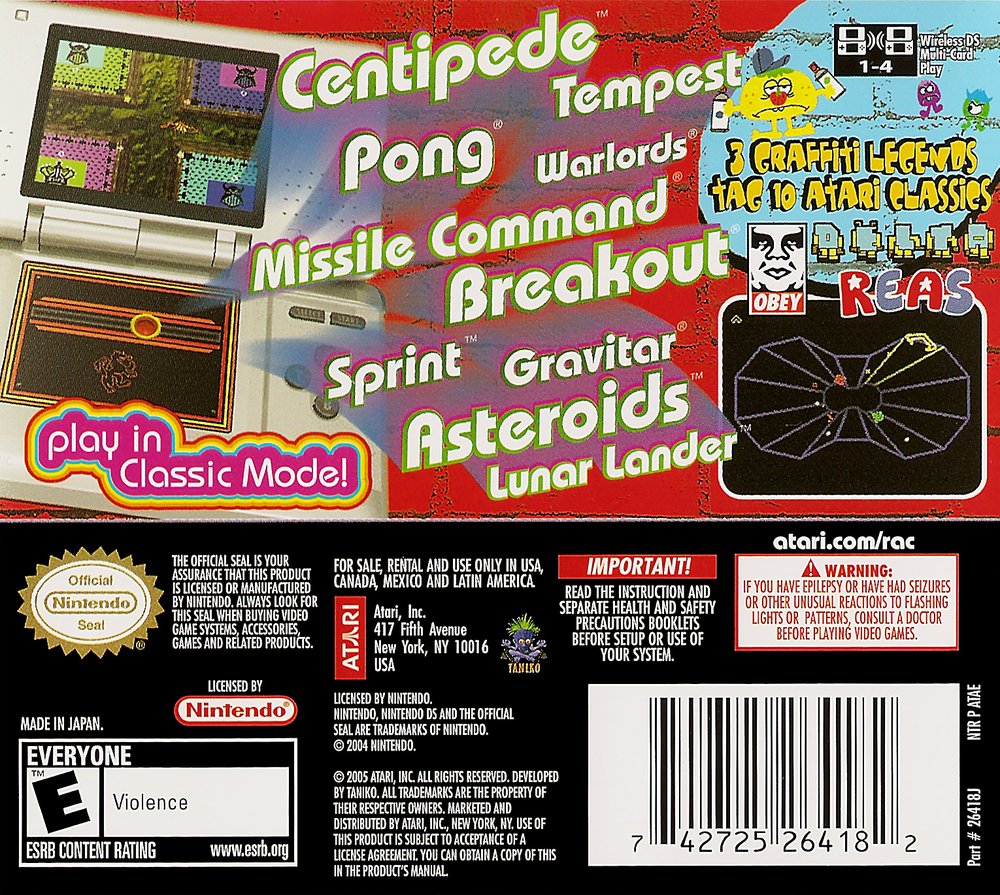 Centipede™
Tempest
Pong®
Warlords®
Missile Command®
Breakout®
Sprint™
Gravitar®
Asteroids™
Lunar Lander™
play in
Classic Mode!
1-4
Wireless DS
Multi-Card
Play
3 GRAFFITI LEGENDS
TAG 10 ATARI CLASSICS
OBEY
REAS
SELECT
START
atari.com/rac
Official
Nintendo
Seal
®
THE OFFICIAL SEAL IS YOUR
ASSURANCE THAT THIS PRODUCT
IS LICENSED OR MANUFACTURED
BY NINTENDO. ALWAYS LOOK FOR
THIS SEAL WHEN BUYING VIDEO
GAME SYSTEMS, ACCESSORIES,
GAMES AND RELATED PRODUCTS.
LICENSED BY
Nintendo®
MADE IN JAPAN.
EVERYONE
™
E
Violence
ESRB CONTENT RATING www.esrb.org
FOR SALE, RENTAL AND USE ONLY IN USA,
CANADA, MEXICO AND LATIN AMERICA.
ATARI
Atari, Inc.
417 Fifth Avenue
New York, NY 10016
USA
TANIKO
LICENSED BY NINTENDO.
NINTENDO, NINTENDO DS AND THE OFFICIAL
SEAL ARE TRADEMARKS OF NINTENDO.
© 2004 NINTENDO.
© 2005 ATARI, INC. ALL RIGHTS RESERVED. DEVELOPED
BY TANIKO. ALL TRADEMARKS ARE THE PROPERTY OF
THEIR RESPECTIVE OWNERS. MARKETED AND
DISTRIBUTED BY ATARI, INC., NEW YORK, NY. USE OF
THIS PRODUCT IS SUBJECT TO ACCEPTANCE OF A
LICENSE AGREEMENT. YOU CAN OBTAIN A COPY OF THIS
IN THE PRODUCT'S MANUAL.
IMPORTANT!
READ THE INSTRUCTION AND
SEPARATE HEALTH AND SAFETY
PRECAUTIONS BOOKLETS
BEFORE SETUP OR USE OF
YOUR SYSTEM.
WARNING:
IF YOU HAVE EPILEPSY OR HAVE HAD SEIZURES
OR OTHER UNUSUAL REACTIONS TO FLASHING
LIGHTS OR PATTERNS, CONSULT A DOCTOR
BEFORE PLAYING VIDEO GAMES.
7 42725 26418 2
Part # 26418J
NTR P ATAE